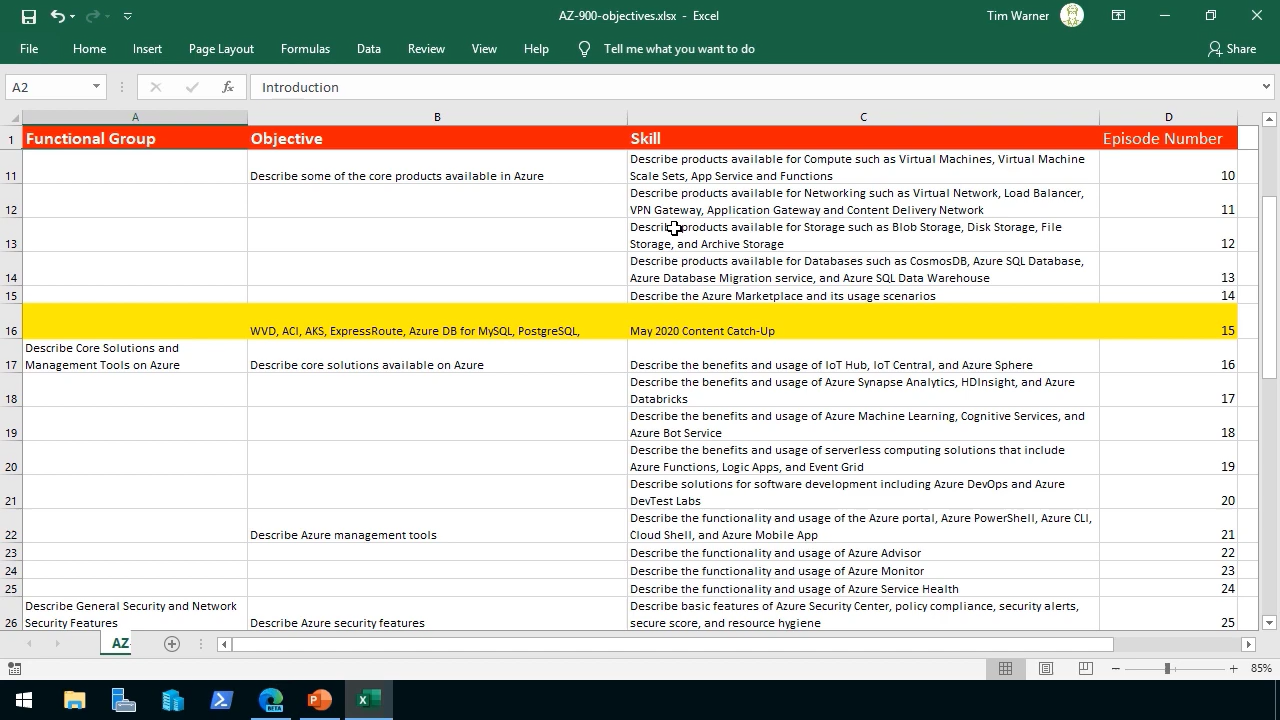 AZ-900-objectives.xlsx - Excel
Tim Warner
File Home Insert Page Layout Formulas Data Review View Help Tell me what you want to do Share
A2 fx Introduction
A B C D
1 Functional Group Objective Skill Episode Number
Describe products available for Compute such as Virtual Machines, Virtual Machine
11 Describe some of the core products available in Azure Scale Sets, App Service and Functions 10
Describe products available for Networking such as Virtual Network, Load Balancer,
12 VPN Gateway, Application Gateway and Content Delivery Network 11
Describe products available for Storage such as Blob Storage, Disk Storage, File
13 Storage, and Archive Storage 12
Describe products available for Databases such as CosmosDB, Azure SQL Database,
14 Azure Database Migration service, and Azure SQL Data Warehouse 13
15 Describe the Azure Marketplace and its usage scenarios 14
16 WVD, ACI, AKS, ExpressRoute, Azure DB for MySQL, PostgreSQL, May 2020 Content Catch-Up 15
Describe Core Solutions and
17 Management Tools on Azure Describe core solutions available on Azure Describe the benefits and usage of IoT Hub, IoT Central, and Azure Sphere 16
Describe the benefits and usage of Azure Synapse Analytics, HDInsight, and Azure
18 Databricks 17
Describe the benefits and usage of Azure Machine Learning, Cognitive Services, and
19 Azure Bot Service 18
Describe the benefits and usage of serverless computing solutions that include
20 Azure Functions, Logic Apps, and Event Grid 19
Describe solutions for software development including Azure DevOps and Azure
21 DevTest Labs 20
Describe the functionality and usage of the Azure portal, Azure PowerShell, Azure CLI,
22 Describe Azure management tools Cloud Shell, and Azure Mobile App 21
23 Describe the functionality and usage of Azure Advisor 22
24 Describe the functionality and usage of Azure Monitor 23
25 Describe the functionality and usage of Azure Service Health 24
Describe General Security and Network Describe basic features of Azure Security Center, policy compliance, security alerts,
26 Security Features Describe Azure security features secure score, and resource hygiene 25
AZ
85%
BETA